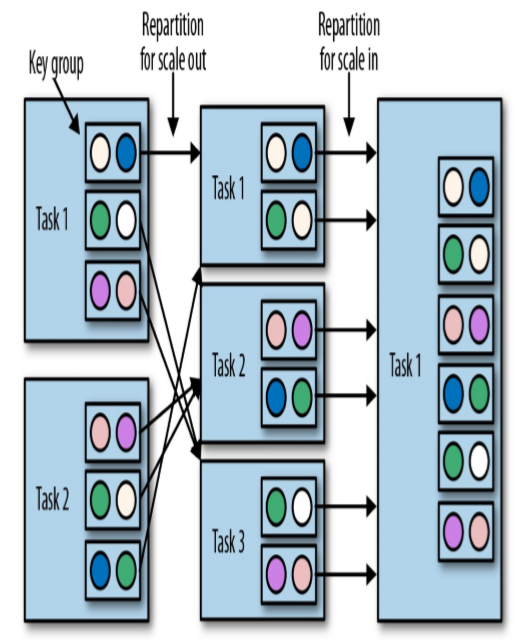 Repartition
for scale out
Repartition
for scale in
Key group
Task 1
Task 2
Task 1
Task 2
Task 3
Task 1